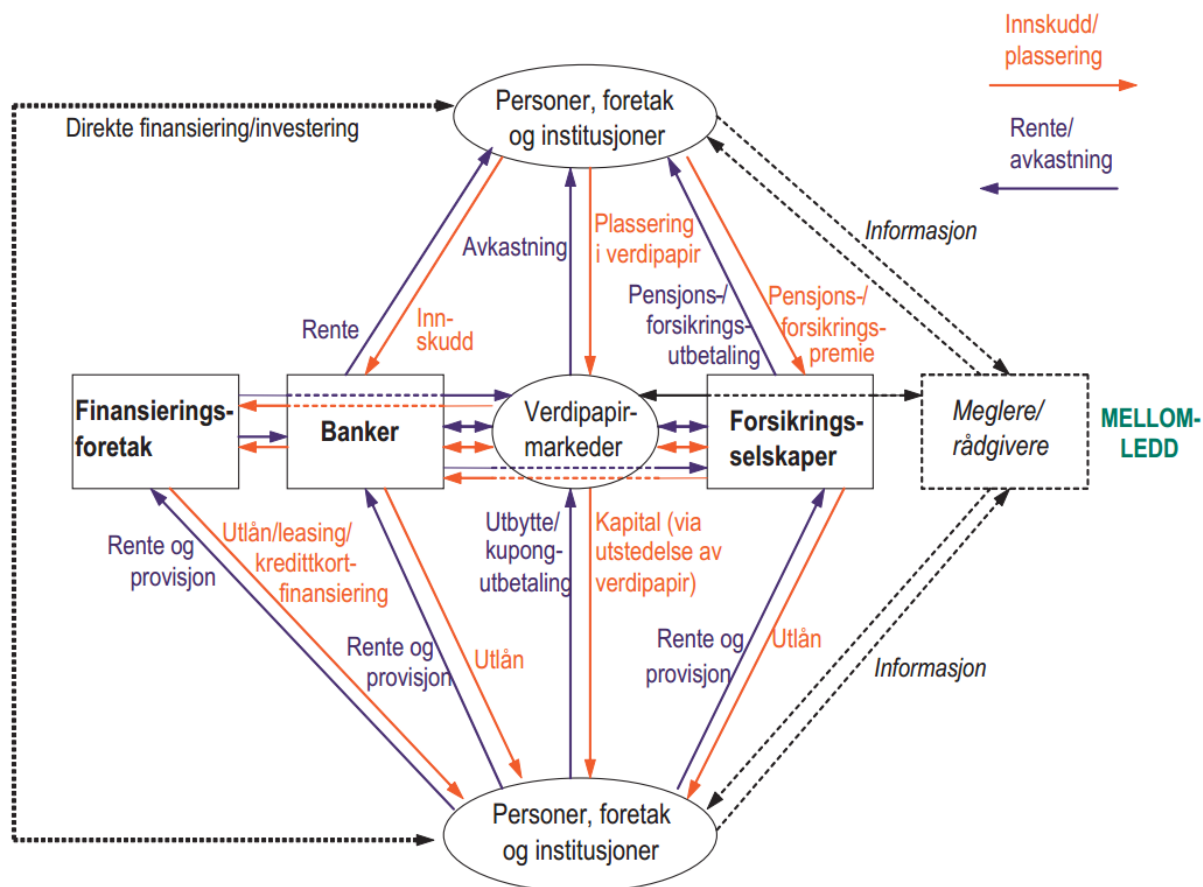 Innskudd/
plassering
Rente/
avkastning
Personer, foretak
og institusjoner
Direkte finansiering/investering
Informasjon
Avkastning
Plassering
i verdipapir
Rente
Inn-
skudd
Pensjons-/
forsikrings-
utbetaling
Pensjons-/
forsikrings-
premie
Finansierings-
foretak
Banker
Verdipapir-
markeder
Forsikrings-
selskaper
Meglere/
rådgivere
MELLOM-
LEDD
Rente og
provisjon
Utlån/leasing/
kredittkort-
finansiering
Rente og
provisjon
Utlån
Utbytte/
kupong-
utbetaling
Kapital (via
utstedelse av
verdipapir)
Rente og
provisjon
Utlån
Informasjon
Personer, foretak
og institusjoner